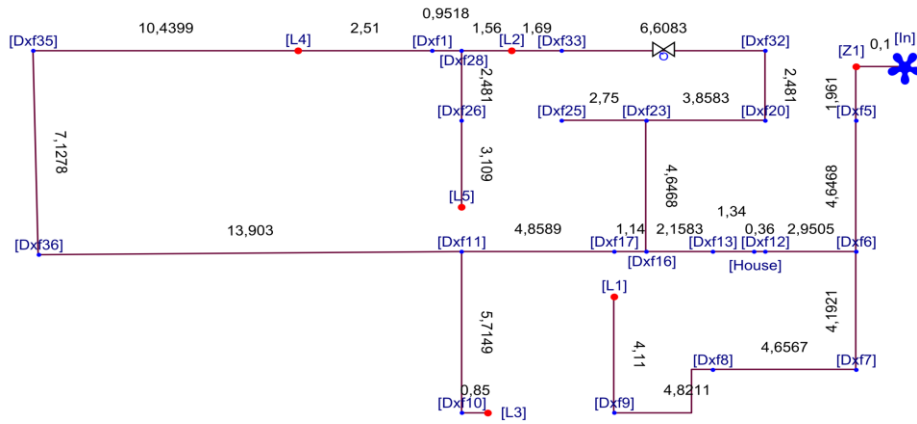 0,9518
10,4399 2,51 1,56 1,69 6,6083
[Dxf35] [L4] [Dxf1] [L2] [Dxf33] [Dxf32] [In]
[Dxf28] [Z1] 0,1
2,481 2,75 3,8583 2,481 1,961
[Dxf26] [Dxf25] [Dxf23] [Dxf20] [Dxf5]
7,1278 3,109 4,6468 4,6468
[L5]
13,903 4,8589 1,14 2,1583 1,34 0,36 2,9505
[Dxf36] [Dxf11] [Dxf17] [Dxf13] [Dxf12] [Dxf6]
[Dxf16] [House]
[L1]
5,7149 4,11 4,1921
[Dxf8] 4,6567 [Dxf7]
0,85 4,8211
[Dxf10] [L3] [Dxf9]